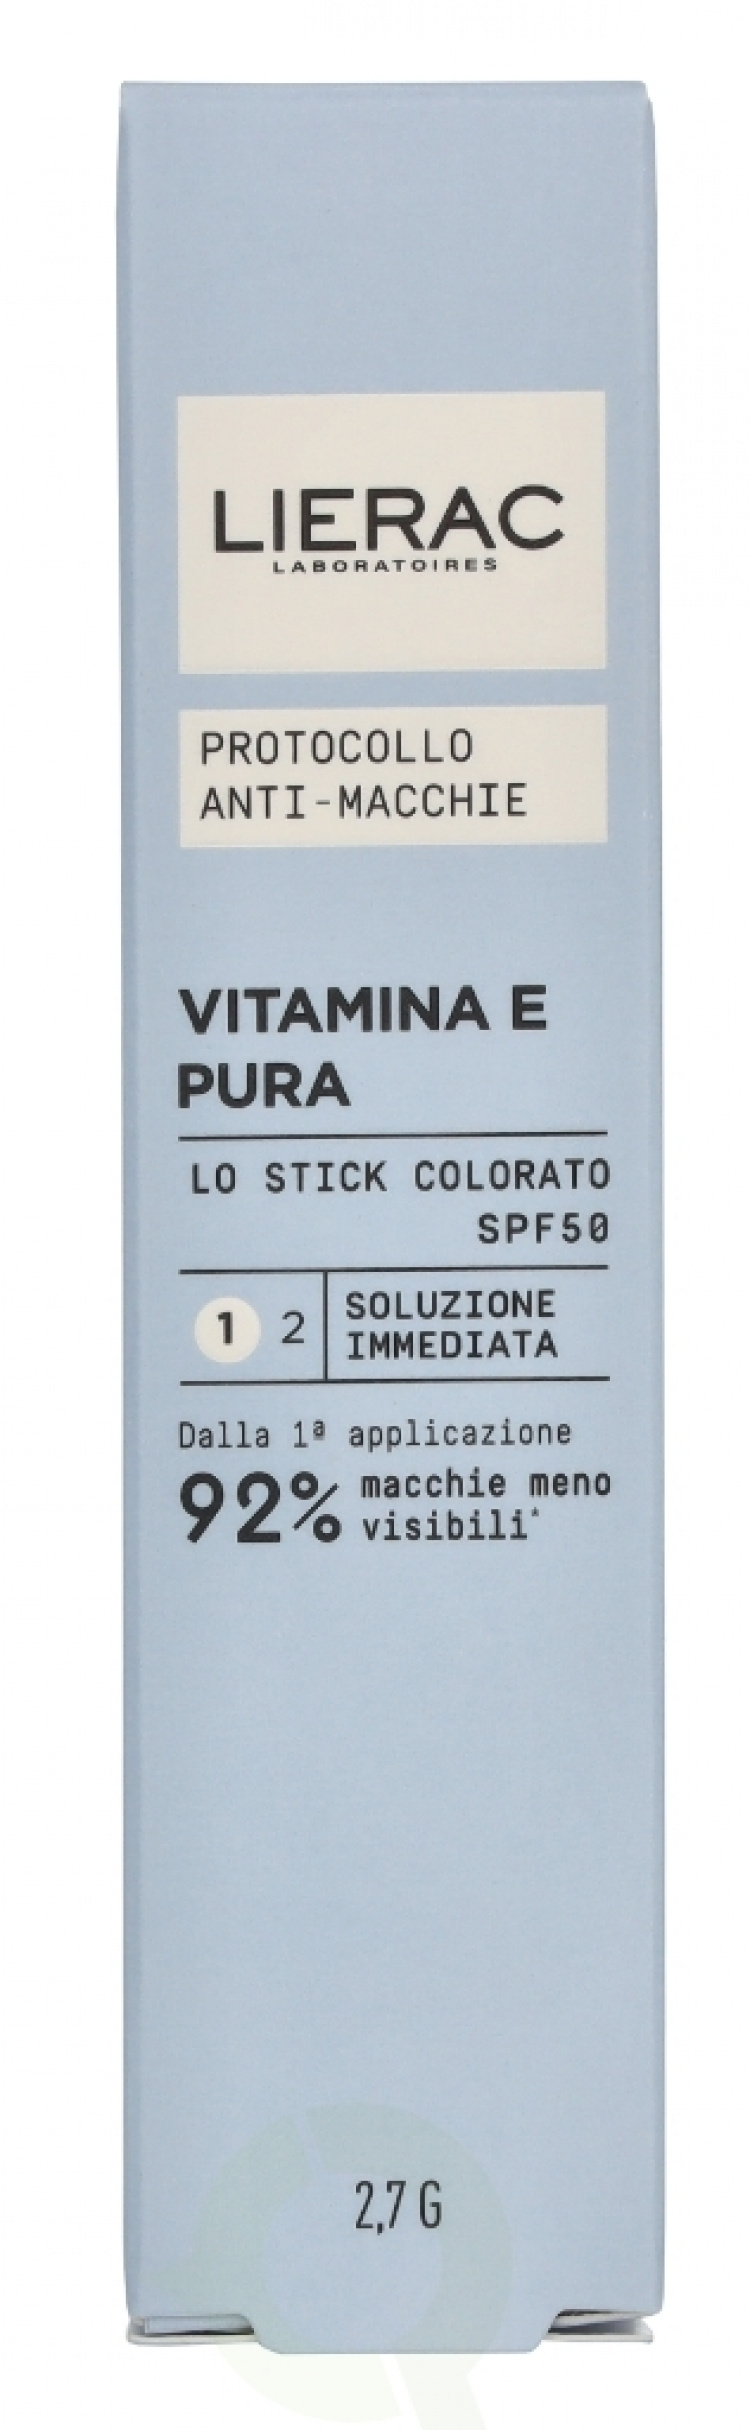 LIERAC
LABORATOIRES
PROTOCOLLO
ANTI-MACCHIE
VITAMINA E
PURA
LO STICK COLORATO
SPF50
1 2 SOLUZIONE
IMMEDIATA
Dalla 1ª applicazione
92% macchie meno
visibili*
2,7 G